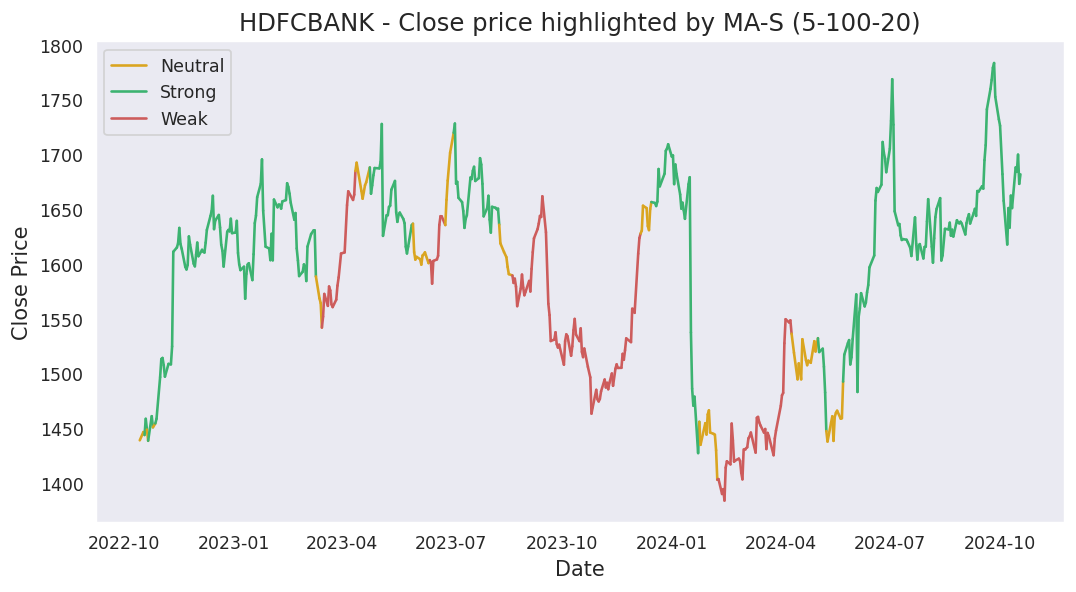 HDFCBANK - Close price highlighted by MA-S (5-100-20)
Neutral
Strong
Weak
1800
1750
1700
1650
1600
1550
1500
1450
1400
Close Price
2022-10 2023-01 2023-04 2023-07 2023-10 2024-01 2024-04 2024-07 2024-10
Date